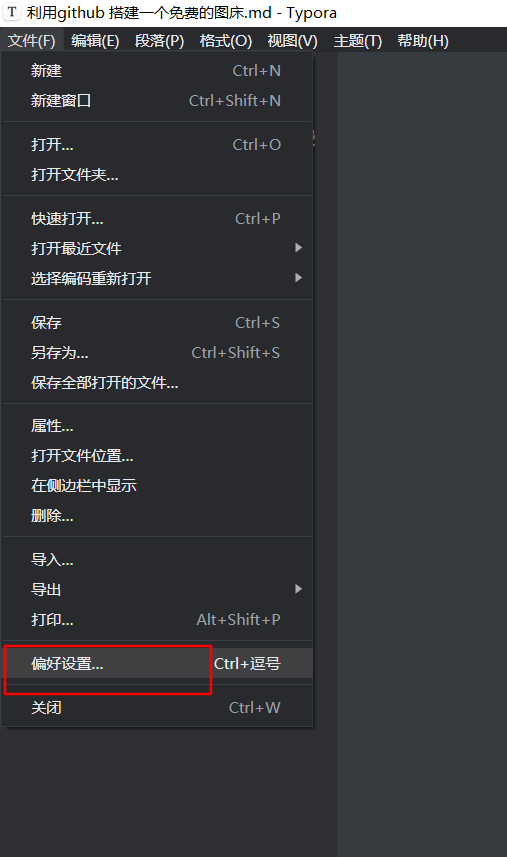 T 利用github 搭建一个免费的图床.md - Typora
文件(F) 编辑(E) 段落(P) 格式(O) 视图(V) 主题(T) 帮助(H)
新建 Ctrl+N
新建窗口 Ctrl+Shift+N
打开... Ctrl+O
打开文件夹...
快速打开... Ctrl+P
打开最近文件
选择编码重新打开
保存 Ctrl+S
另存为... Ctrl+Shift+S
保存全部打开的文件...
属性...
打开文件位置...
在侧边栏中显示
删除...
导入...
导出
打印... Alt+Shift+P
偏好设置... Ctrl+逗号
关闭 Ctrl+W